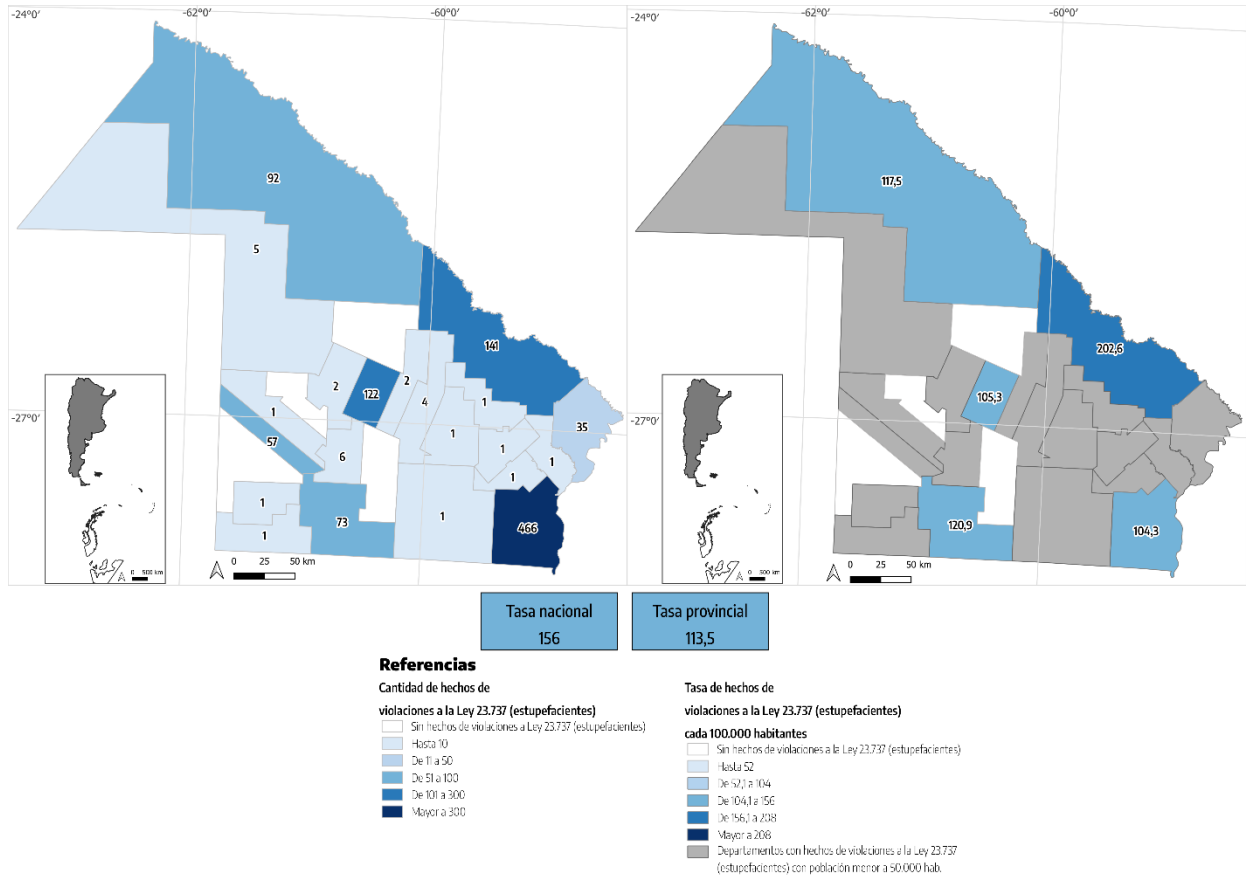 -24°0'
-62°0'
-60°0'
92
5
141
2
122
2
4
1
35
1
57
1
6
1
1
1
1
73
1
1
466
-27°0'
500 km
0 25 50 km
-24°0'
-62°0'
-60°0'
117,5
202,6
105,3
120,9
104,3
-27°0'
0 500 km
0 25 50 km
Tasa nacional
156
Tasa provincial
113,5
Referencias
Cantidad de hechos de
violaciones a la Ley 23.737 (estupefacientes)
Sin hechos de violaciones a Ley 23.737 (estupefacientes)
Hasta 10
De 11 a 50
De 51 a 100
De 101 a 300
Mayor a 300
Tasa de hechos de
violaciones a la Ley 23.737 (estupefacientes)
cada 100.000 habitantes
Sin hechos de violaciones a la Ley 23.737 (estupefacientes)
Hasta 52
De 52,1 a 104
De 104,1 a 156
De 156,1 a 208
Mayor a 208
Departamentos con hechos de violaciones a la Ley 23.737
(estupefacientes) con población menor a 50.000 hab.